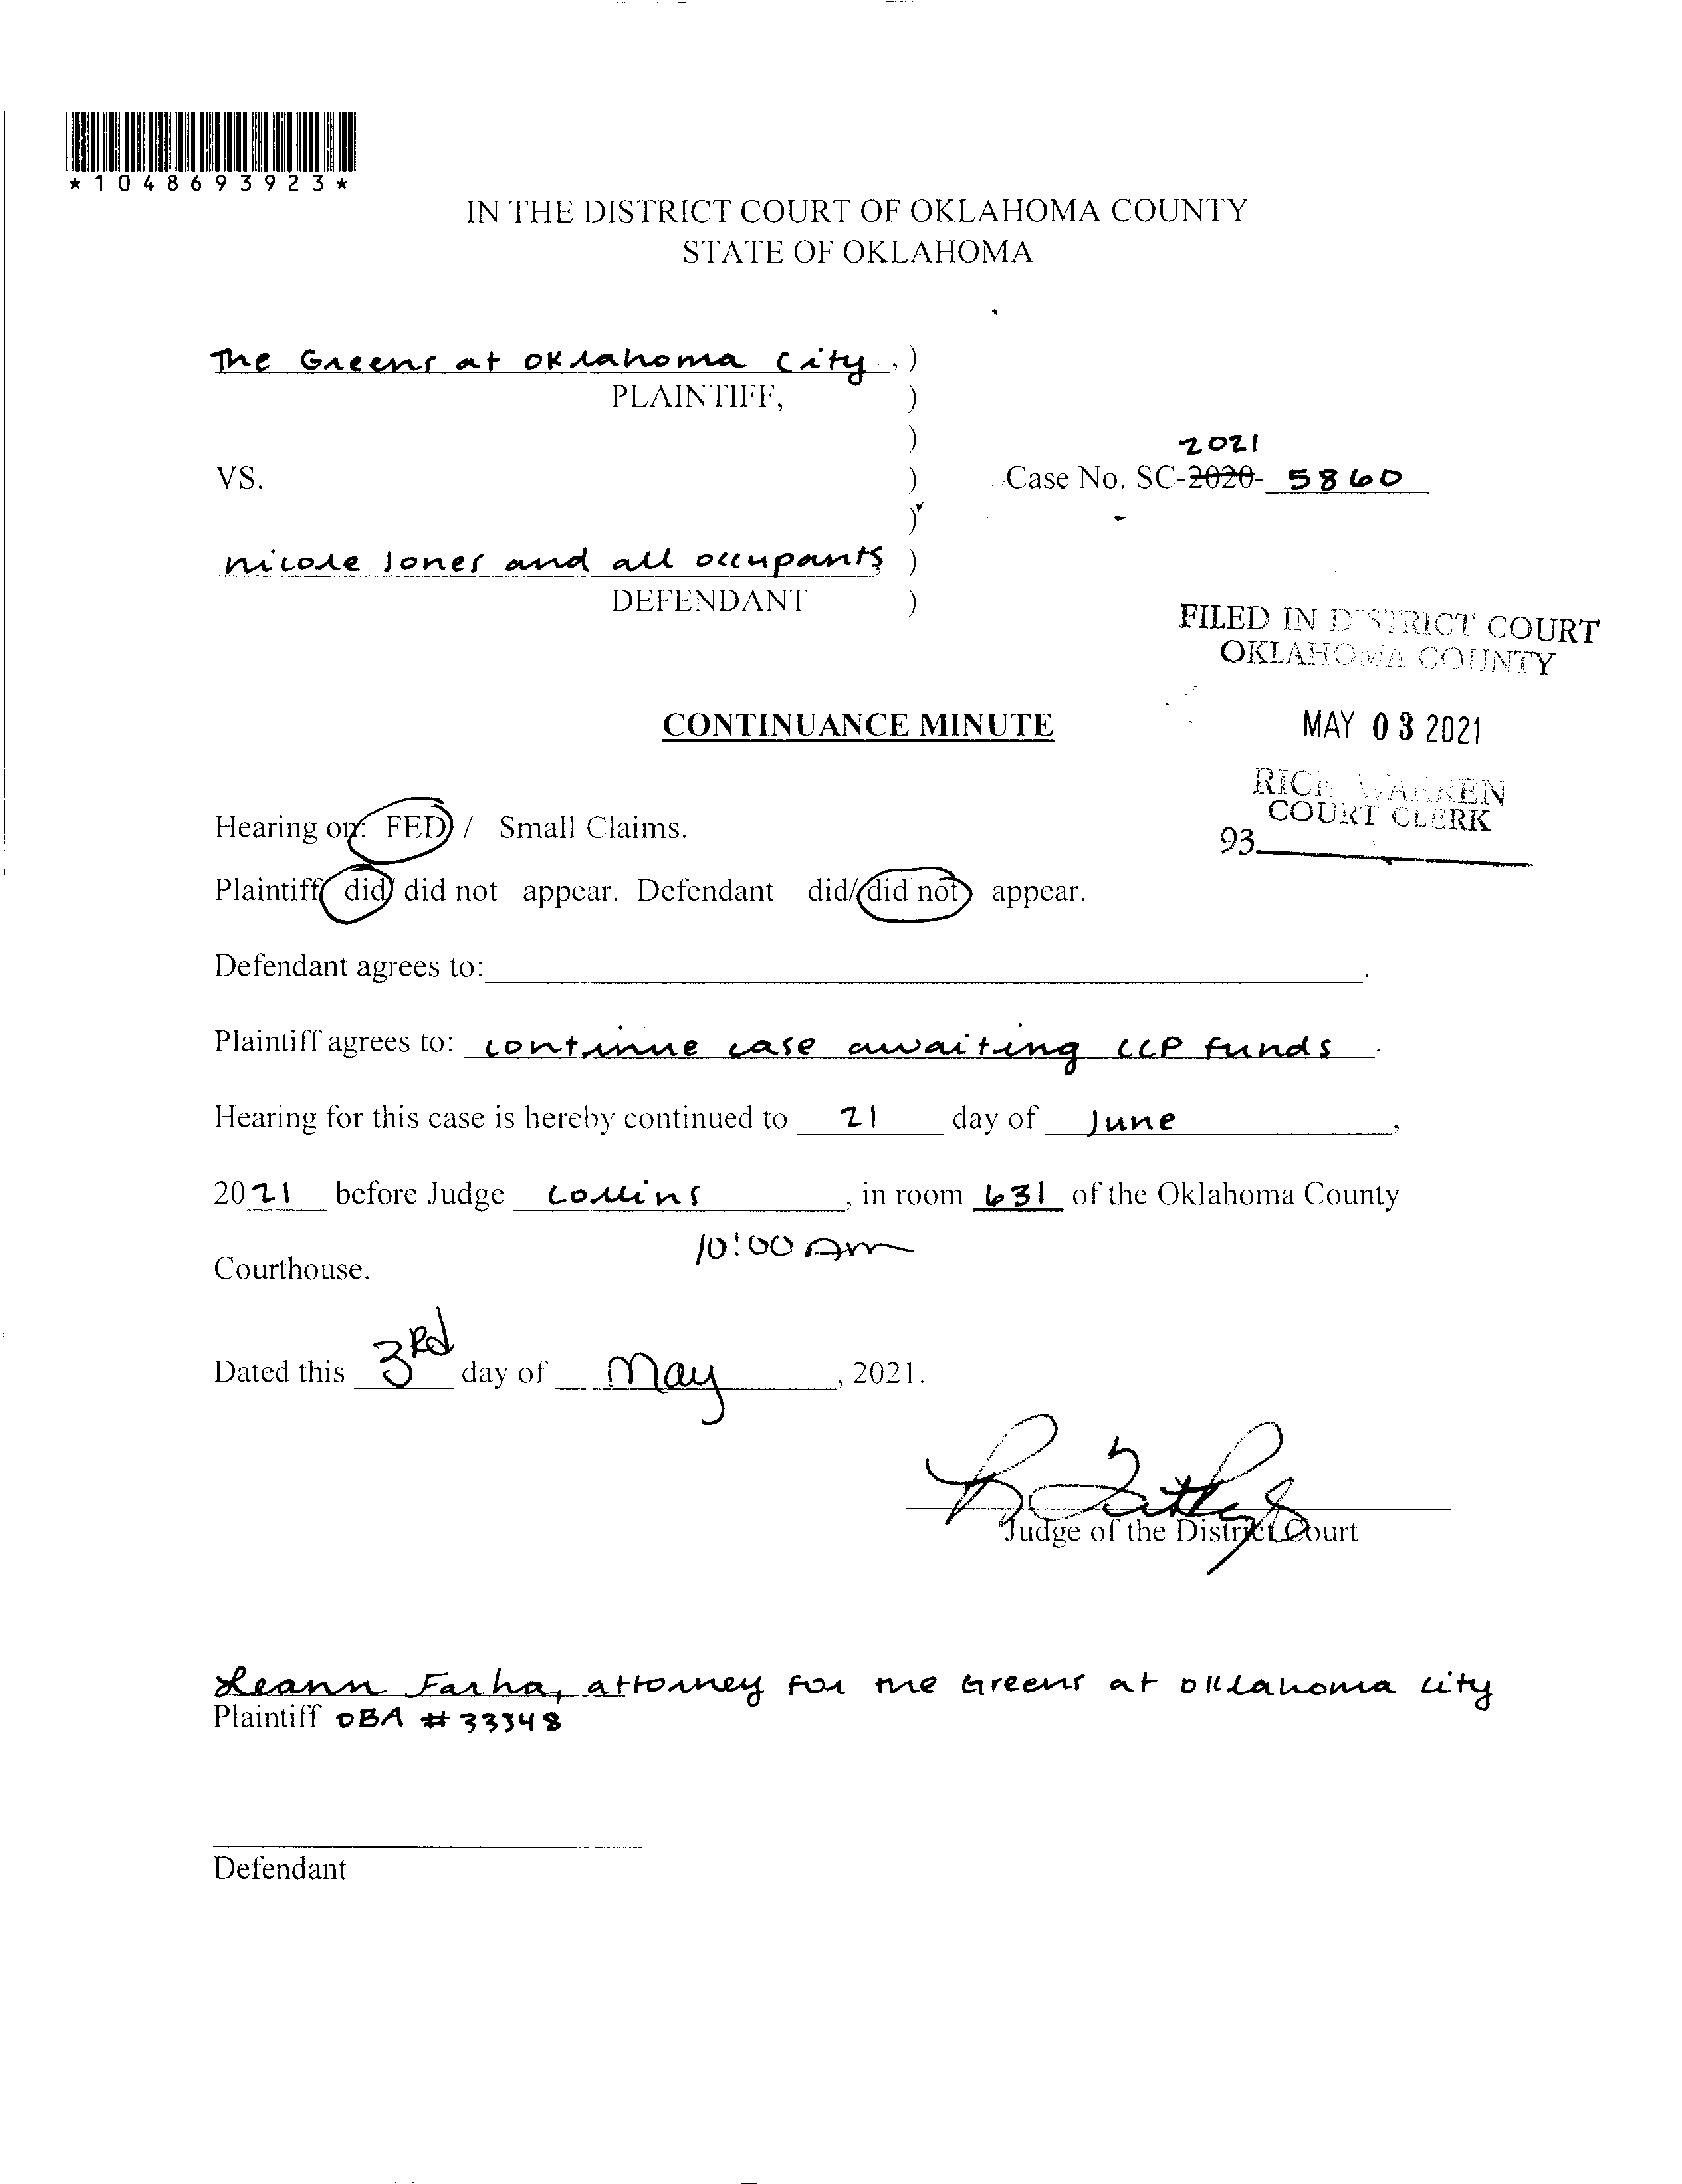 *1048693923*
IN THE DISTRICT COURT OF OKLAHOMA COUNTY
STATE OF OKLAHOMA
The Greens at Oklahoma City , )
PLAINTIFF, )
)
2021
VS. ) Case No. SC-2020- 5860
)
nicole Jones and all occupants )
DEFENDANT )
FILED IN DISTRICT COURT
OKLAHOMA COUNTY
CONTINUANCE MINUTE
MAY 03 2021
RICK WARREN
COURT CLERK
93
Hearing on: FED / Small Claims.
Plaintiff did/ did not appear. Defendant did/did not appear.
Defendant agrees to: .
Plaintiff agrees to: continue case awaiting CCP funds .
Hearing for this case is hereby continued to 21 day of June ,
2021 before Judge Collins , in room 631 of the Oklahoma County
10:00 Am
Courthouse.
Dated this 3Rd day of May , 2021.
Judge of the District Court
Leann Farha, attorney for The Greens at Oklahoma City
Plaintiff OBA # 33348
Defendant